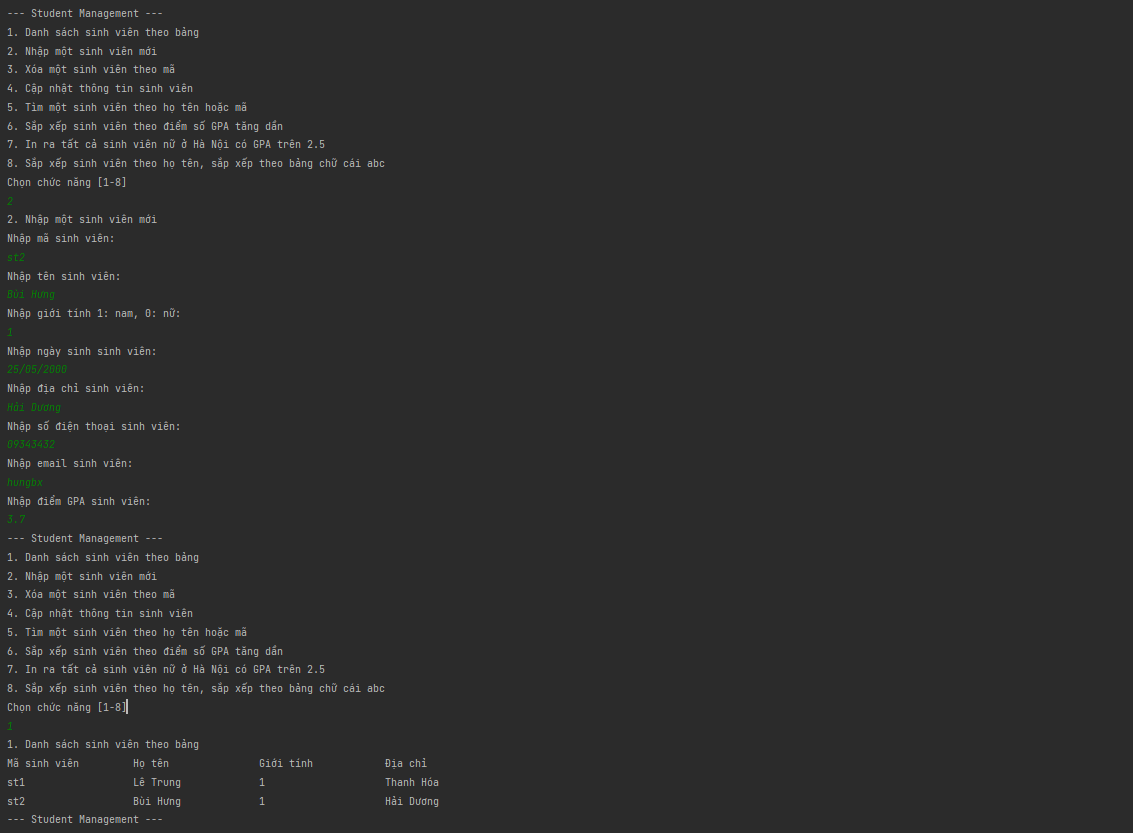 --- Student Management ---
1. Danh sách sinh viên theo bảng
2. Nhập một sinh viên mới
3. Xóa một sinh viên theo mã
4. Cập nhật thông tin sinh viên
5. Tìm một sinh viên theo họ tên hoặc mã
6. Sắp xếp sinh viên theo điểm số GPA tăng dần
7. In ra tất cả sinh viên nữ ở Hà Nội có GPA trên 2.5
8. Sắp xếp sinh viên theo họ tên, sắp xếp theo bảng chữ cái abc
Chọn chức năng [1-8]
2
2. Nhập một sinh viên mới
Nhập mã sinh viên:
st2
Nhập tên sinh viên:
Bùi Hưng
Nhập giới tính 1: nam, 0: nữ:
1
Nhập ngày sinh sinh viên:
25/05/2000
Nhập địa chỉ sinh viên:
Hải Dương
Nhập số điện thoại sinh viên:
09343432
Nhập email sinh viên:
hungbx
Nhập điểm GPA sinh viên:
3.7
--- Student Management ---
1. Danh sách sinh viên theo bảng
2. Nhập một sinh viên mới
3. Xóa một sinh viên theo mã
4. Cập nhật thông tin sinh viên
5. Tìm một sinh viên theo họ tên hoặc mã
6. Sắp xếp sinh viên theo điểm số GPA tăng dần
7. In ra tất cả sinh viên nữ ở Hà Nội có GPA trên 2.5
8. Sắp xếp sinh viên theo họ tên, sắp xếp theo bảng chữ cái abc
Chọn chức năng [1-8]
1
1. Danh sách sinh viên theo bảng
Mã sinh viên Họ tên Giới tính Địa chỉ
st1 Lê Trung 1 Thanh Hóa
st2 Bùi Hưng 1 Hải Dương
--- Student Management ---